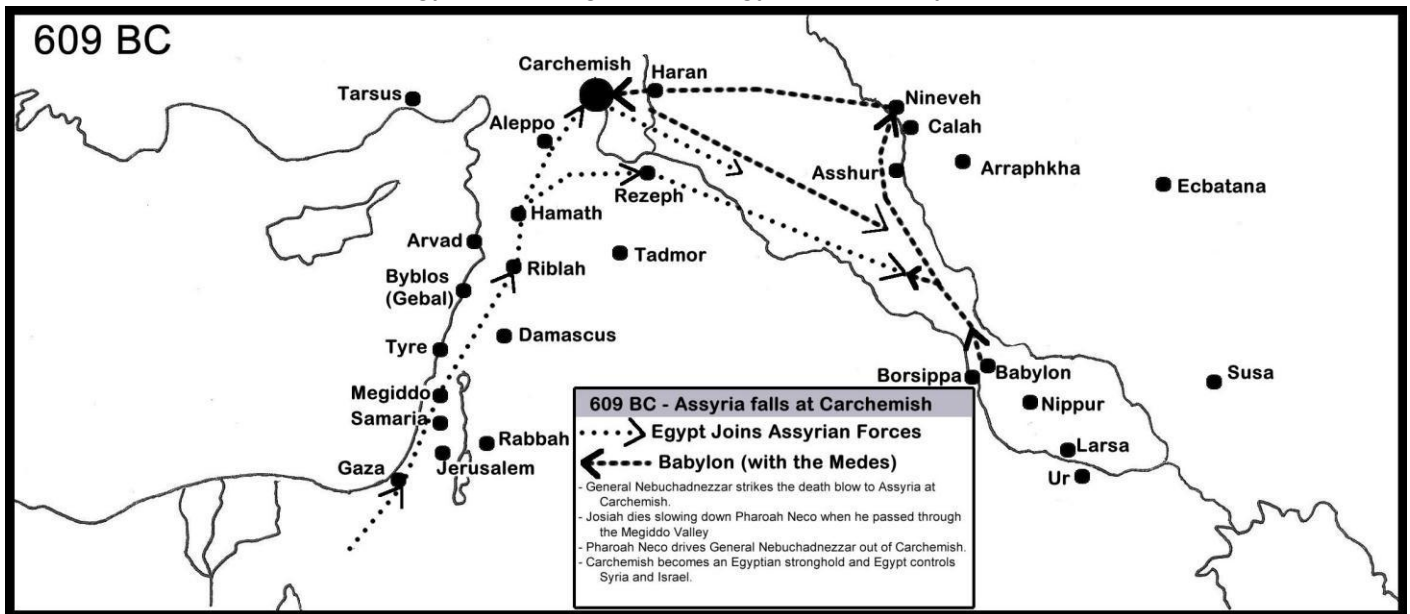 609 BC
Carchemish
Haran
Tarsus
Nineveh
Aleppo
Calah
Asshur
Arraphkha
Rezeph
Ecbatana
Hamath
Arvad
Tadmor
Riblah
Byblos
(Gebal)
Damascus
Tyre
Borsippa
Babylon
Susa
Megiddo
Nippur
Samaria
Rabbah
Larsa
Gaza
Jerusalem
Ur
609 BC - Assyria falls at Carchemish
Egypt Joins Assyrian Forces
Babylon (with the Medes)
- General Nebuchadnezzar strikes the death blow to Assyria at
Carchemish.
- Josiah dies slowing down Pharoah Neco when he passed through
the Megiddo Valley
- Pharoah Neco drives General Nebuchadnezzar out of Carchemish.
- Carchemish becomes an Egyptian stronghold and Egypt controls
Syria and Israel.